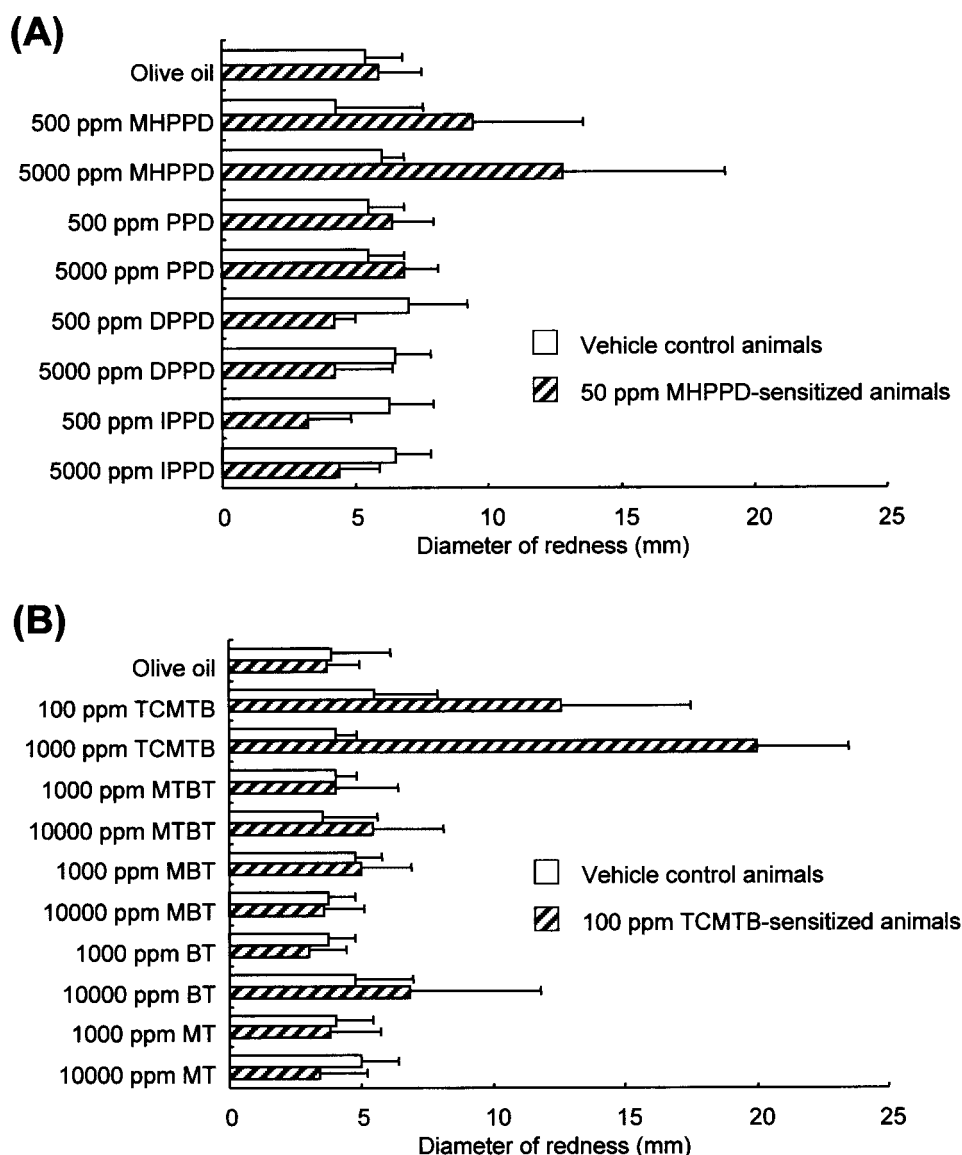 (A)
Olive oil
500 ppm MHPPD
5000 ppm MHPPD
500 ppm PPD
5000 ppm PPD
500 ppm DPPD
5000 ppm DPPD
500 ppm IPPD
5000 ppm IPPD
Vehicle control animals
50 ppm MHPPD-sensitized animals
0 5 10 15 20 25
Diameter of redness (mm)
(B)
Olive oil
100 ppm TCMTB
1000 ppm TCMTB
1000 ppm MTBT
10000 ppm MTBT
1000 ppm MBT
10000 ppm MBT
1000 ppm BT
10000 ppm BT
1000 ppm MT
10000 ppm MT
Vehicle control animals
100 ppm TCMTB-sensitized animals
0 5 10 15 20 25
Diameter of redness (mm)